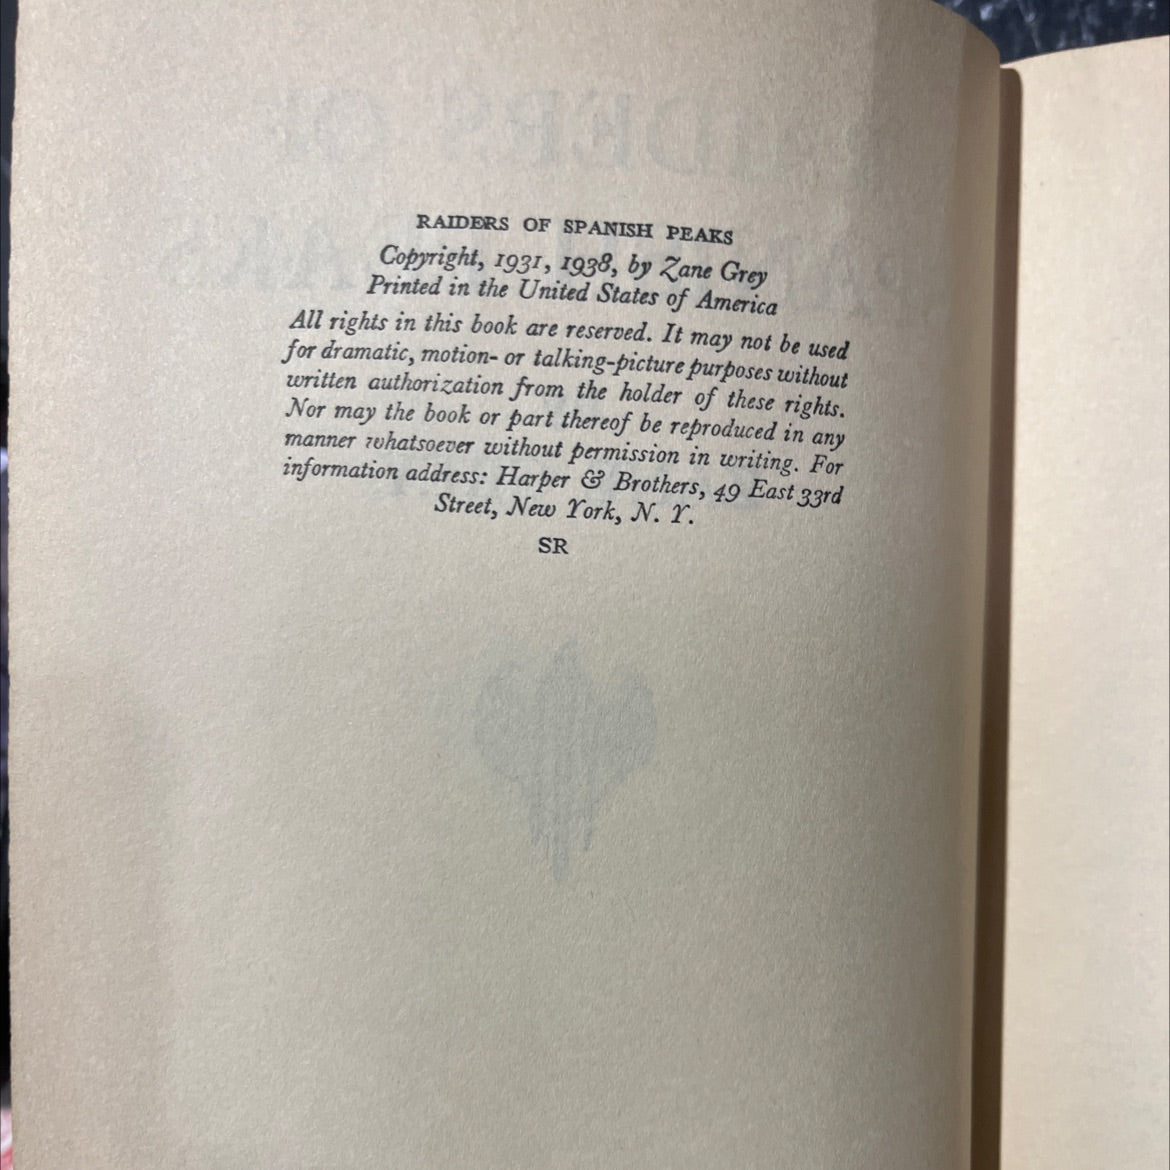 RAIDERS OF SPANISH PEAKS
Copyright, 1931, 1938, by Zane Grey
Printed in the United States of America
All rights in this book are reserved. It may not be used
for dramatic, motion- or talking-picture purposes without
written authorization from the holder of these rights.
Nor may the book or part thereof be reproduced in any
manner whatsoever without permission in writing. For
information address: Harper & Brothers, 49 East 33rd
Street, New York, N. Y.
SR